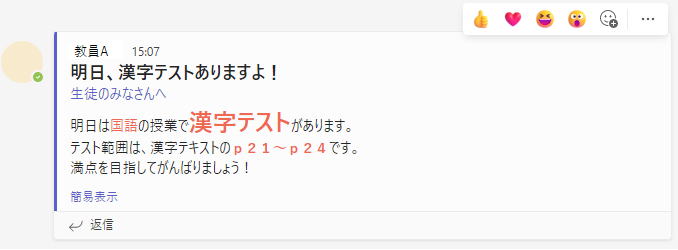 教員A 15:07
明日、漢字テストありますよ！
生徒のみなさんへ
明日は国語の授業で漢字テストがあります。
テスト範囲は、漢字テキストのｐ２１～ｐ２４です。
満点を目指してがんばりましょう！
簡易表示
返信